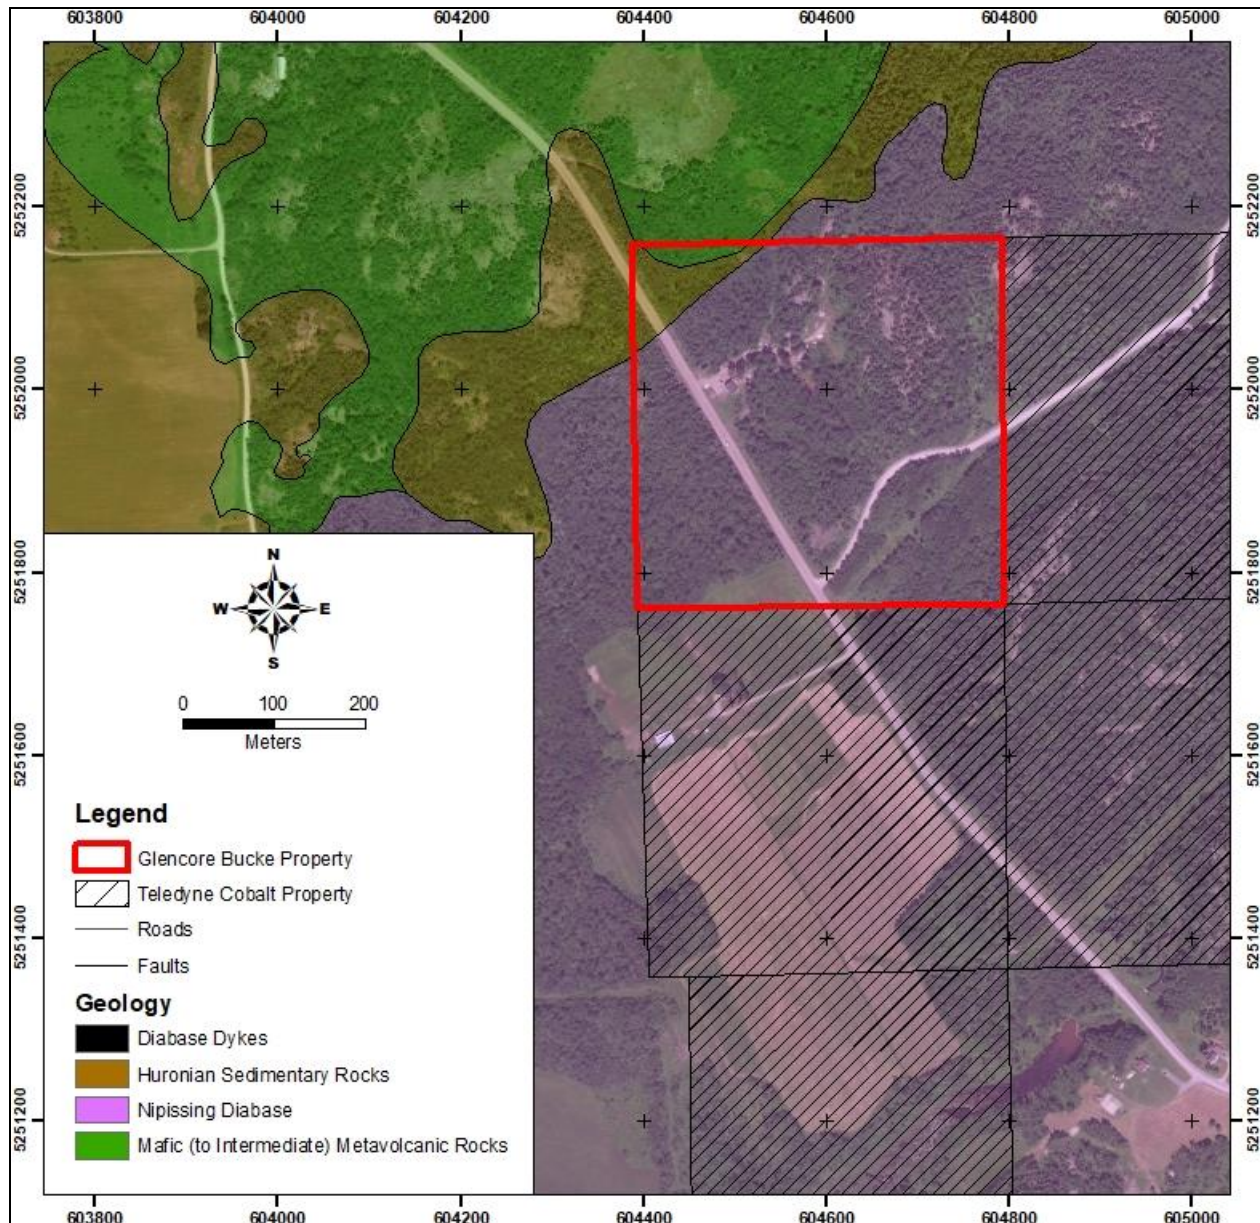 603800 604000 604200 604400 604600 604800 605000
5252200 5252200
5252000 5252000
5251800 5251800
5251600 5251600
5251400 5251400
5251200 5251200
N
W E
S
0 100 200
Meters
Legend
Glencore Bucke Property
Teledyne Cobalt Property
Roads
Faults
Geology
Diabase Dykes
Huronian Sedimentary Rocks
Nipissing Diabase
Mafic (to Intermediate) Metavolcanic Rocks
603800 604000 604200 604400 604600 604800 605000